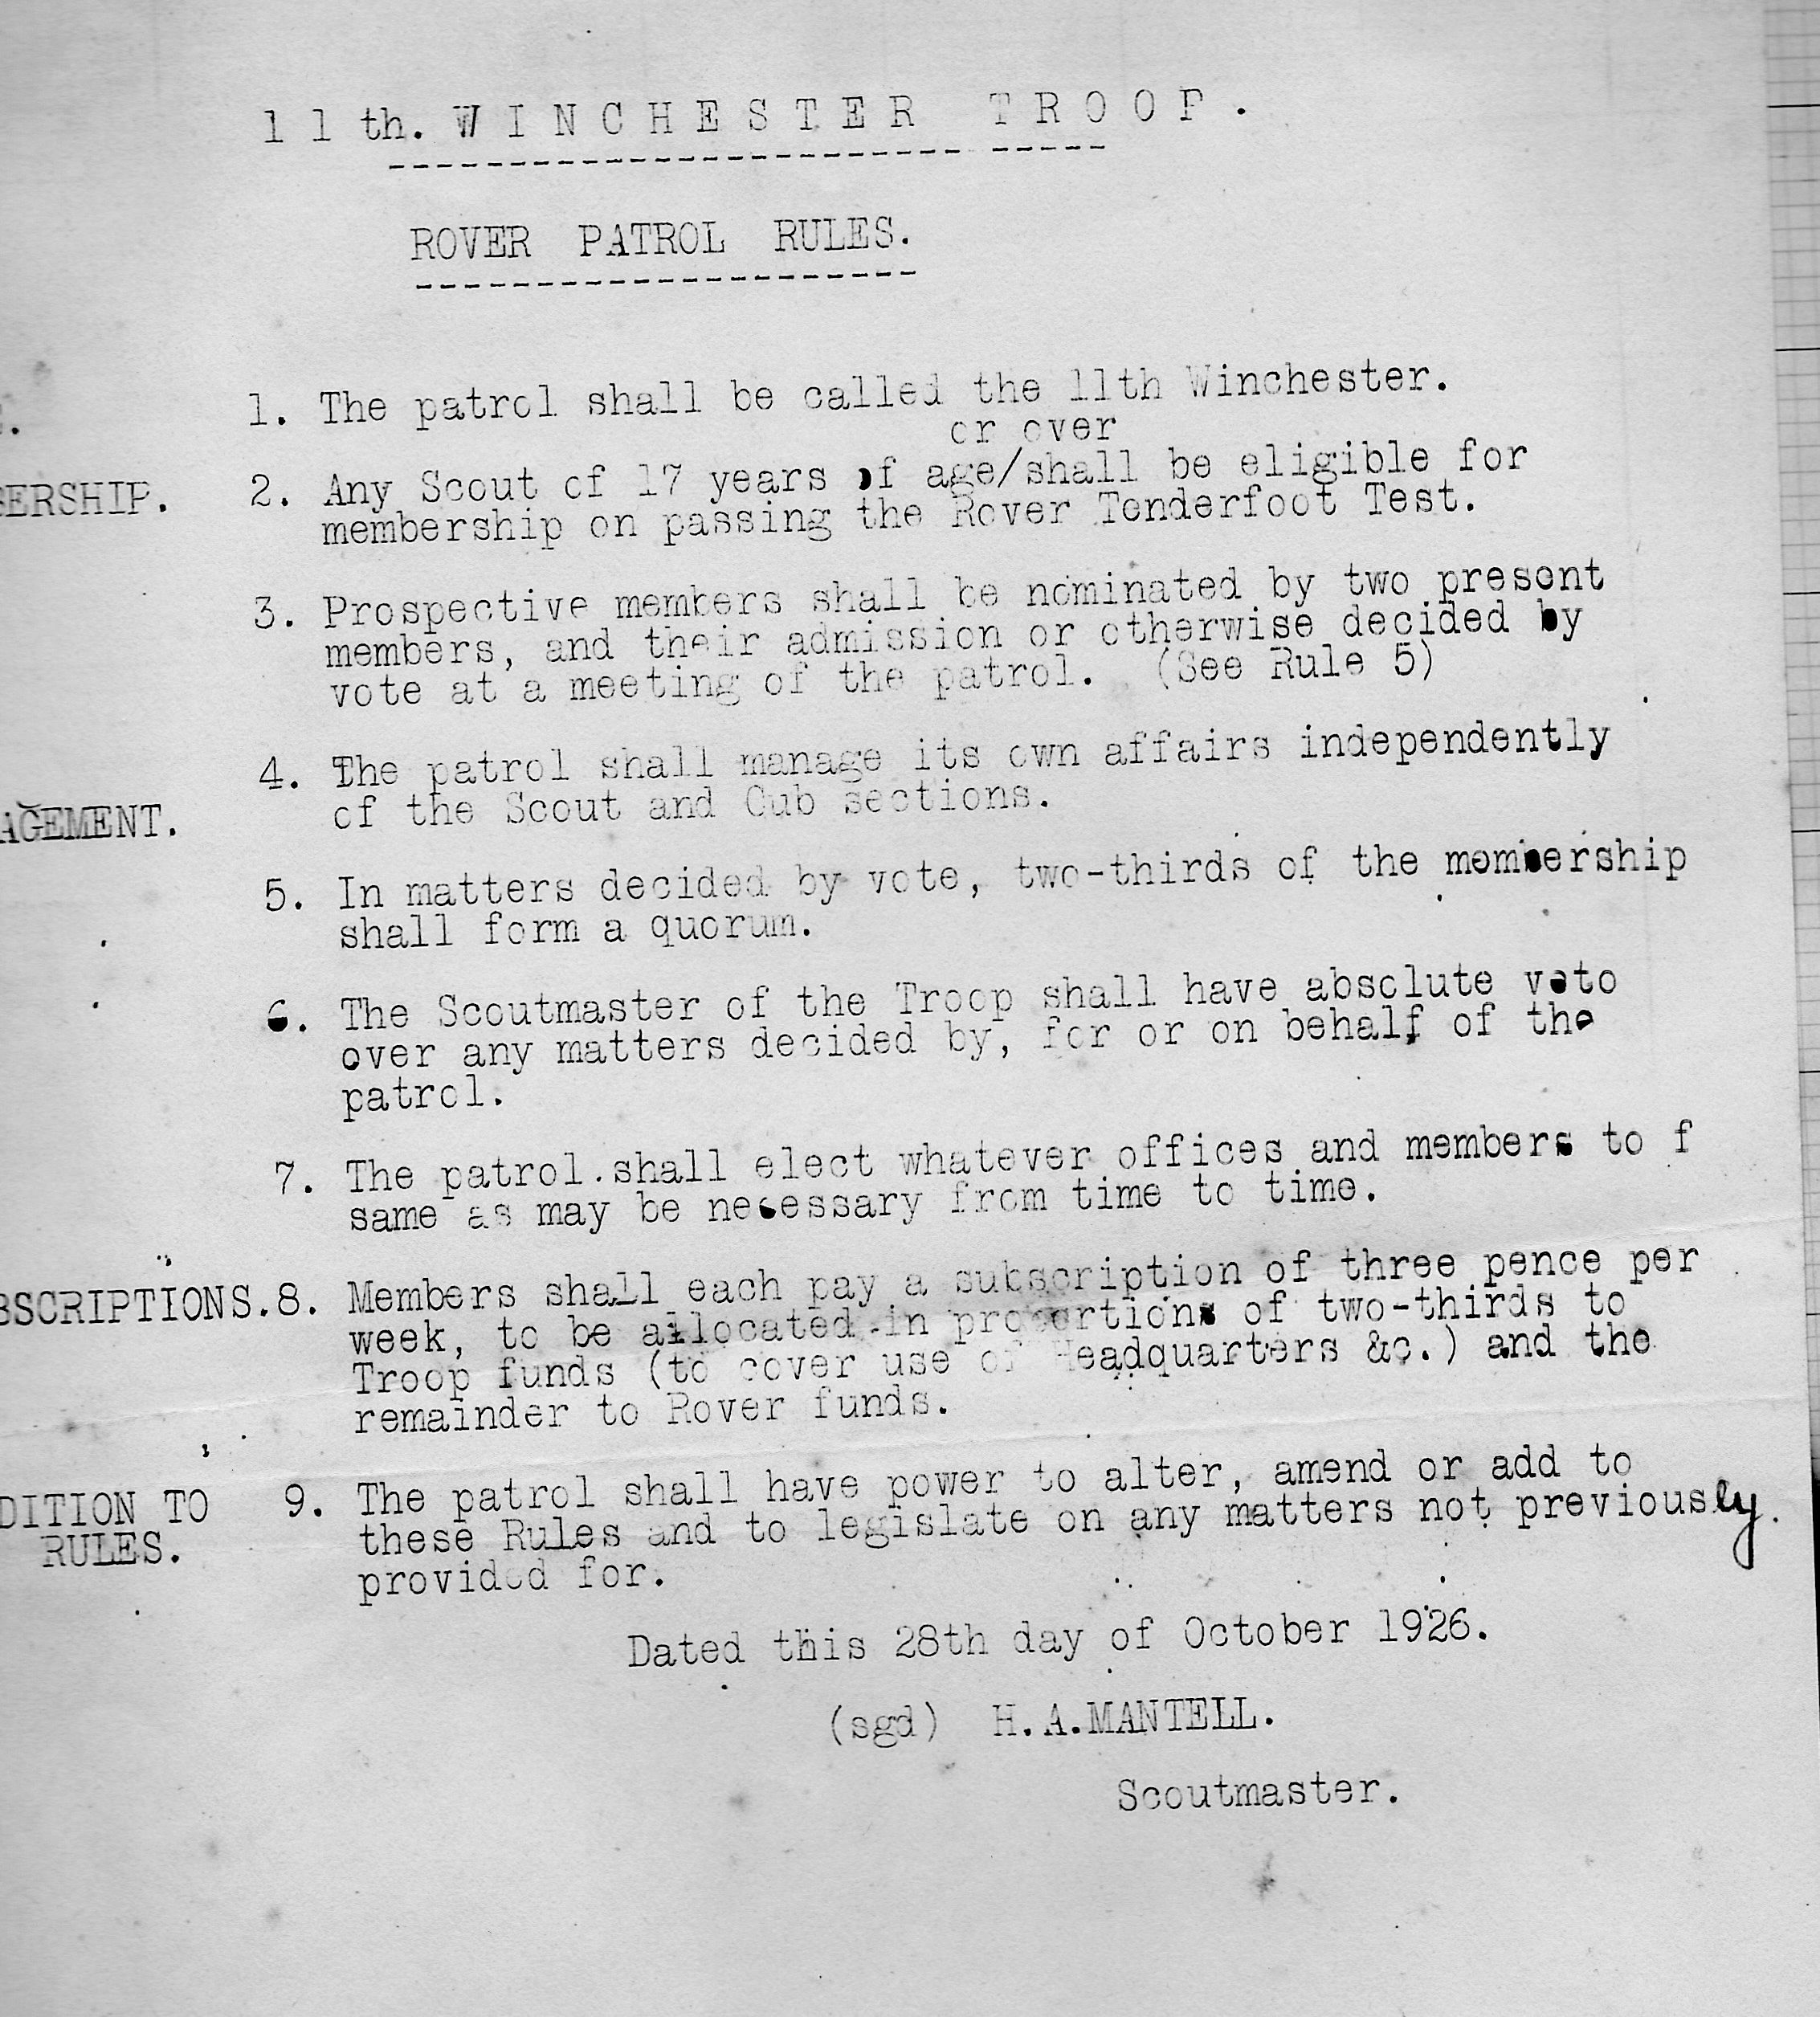 11th. WINCHESTER TROOP.
ROVER PATROL RULES.
1. The patrol shall be called the 11th Winchester.
or over
SERSHIP. 2. Any Scout of 17 years of age/shall be eligible for
membership on passing the Rover Tenderfoot Test.
3. Prospective members shall be nominated by two present
members, and their admission or otherwise decided by
vote at a meeting of the patrol. (See Rule 5)
4. The patrol shall manage its own affairs independently
AGEMENT. of the Scout and Cub sections.
5. In matters decided by vote, two-thirds of the membership
shall form a quorum.
6. The Scoutmaster of the Troop shall have absolute veto
over any matters decided by, for or on behalf of the
patrol.
7. The patrol.shall elect whatever offices and members to f
same as may be necessary from time to time.
BSCRIPTIONS.8. Members shall each pay a subscription of three pence per
week, to be allocated in proportions of two-thirds to
Troop funds (to cover use of Headquarters &c.) and the
remainder to Rover funds.
DITION TO 9. The patrol shall have power to alter, amend or add to
RULES. these Rules and to legislate on any matters not previously.
provided for.
Dated this 28th day of October 1926.
(sgd) H.A.MANTELL.
Scoutmaster.